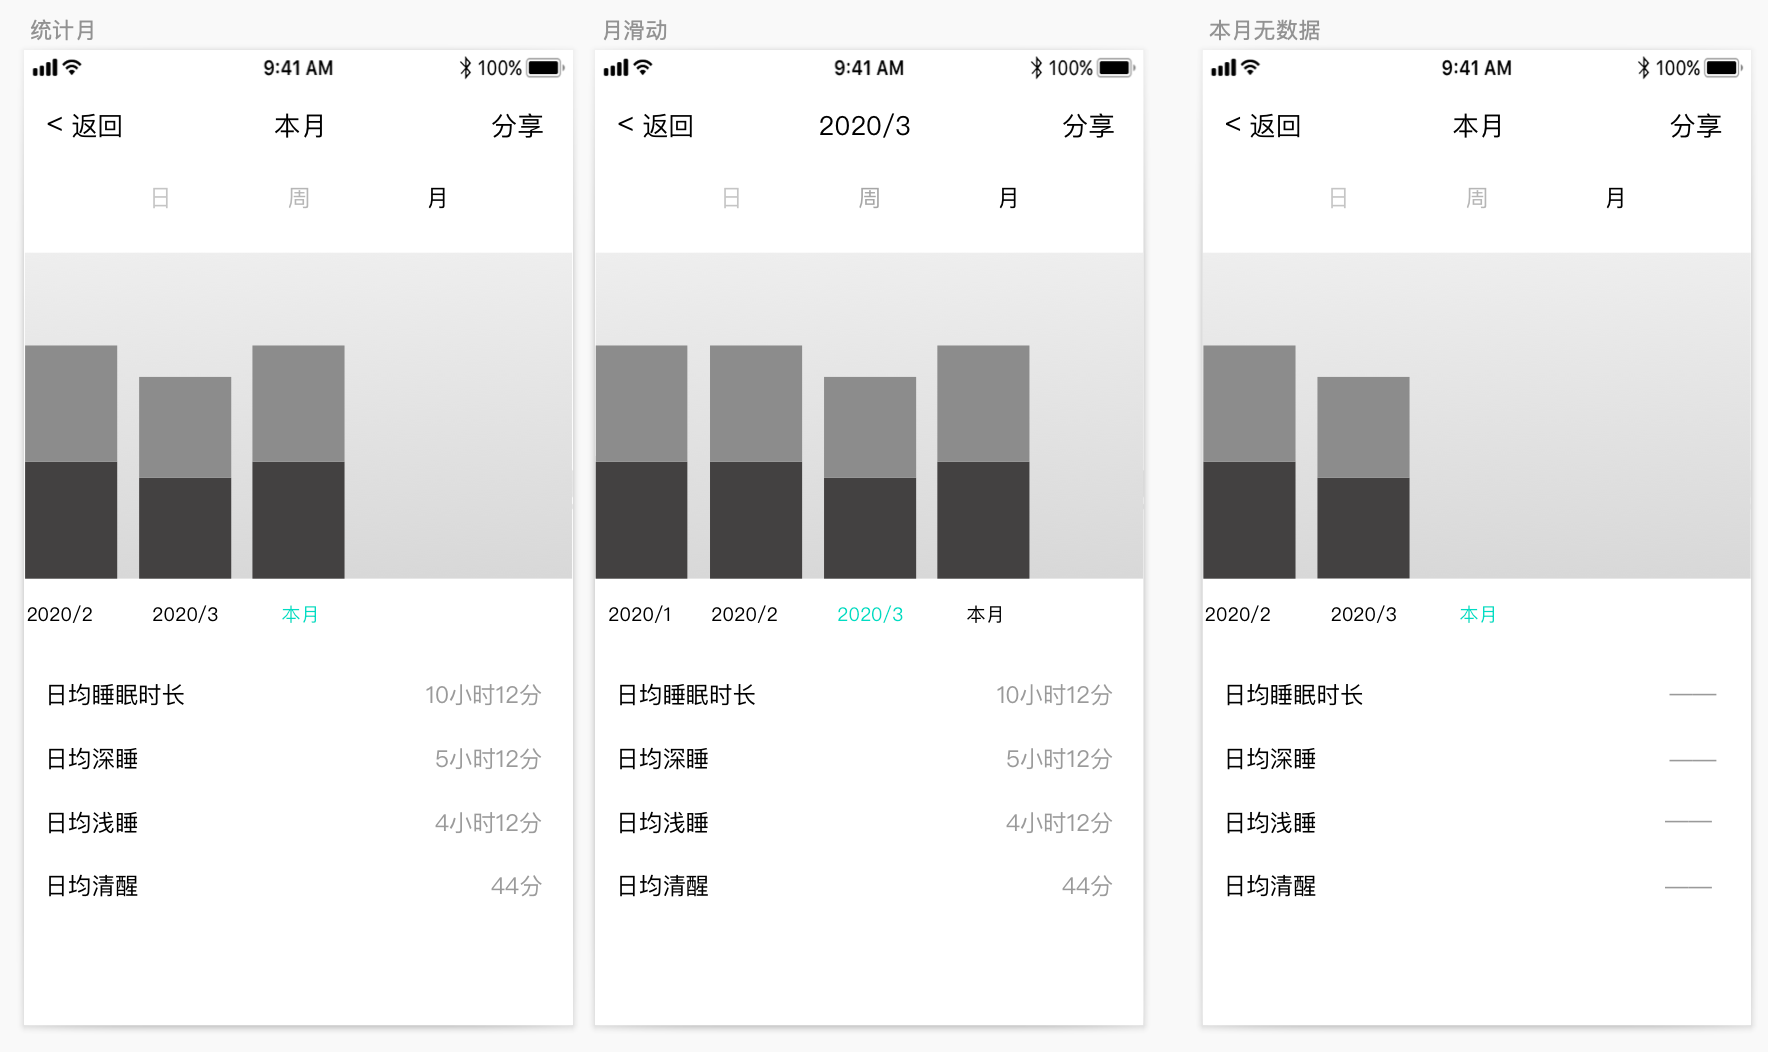 统计月
9:41 AM
100%
< 返回
本月
分享
日
周
月
2020/2
2020/3
本月
日均睡眠时长
10小时12分
日均深睡
5小时12分
日均浅睡
4小时12分
日均清醒
44分
月滑动
9:41 AM
100%
< 返回
2020/3
分享
日
周
月
2020/1
2020/2
2020/3
本月
日均睡眠时长
10小时12分
日均深睡
5小时12分
日均浅睡
4小时12分
日均清醒
44分
本月无数据
9:41 AM
100%
< 返回
本月
分享
日
周
月
2020/2
2020/3
本月
日均睡眠时长
——
日均深睡
——
日均浅睡
——
日均清醒
——